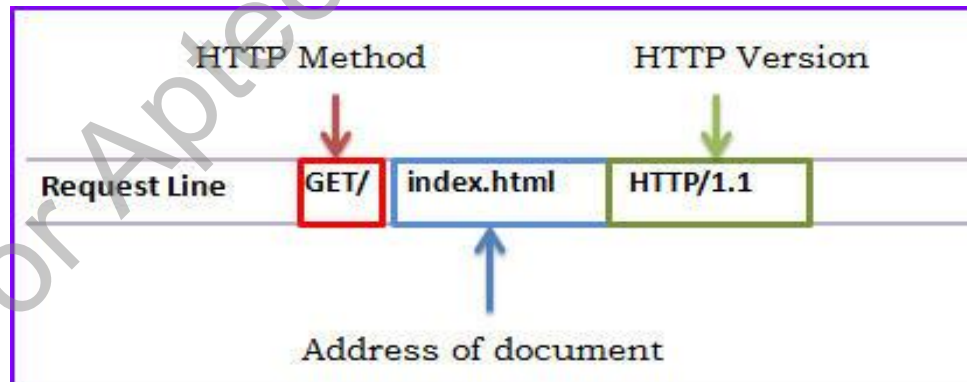 HTTP Method HTTP Version
Request Line GET/ index.html HTTP/1.1
Address of document